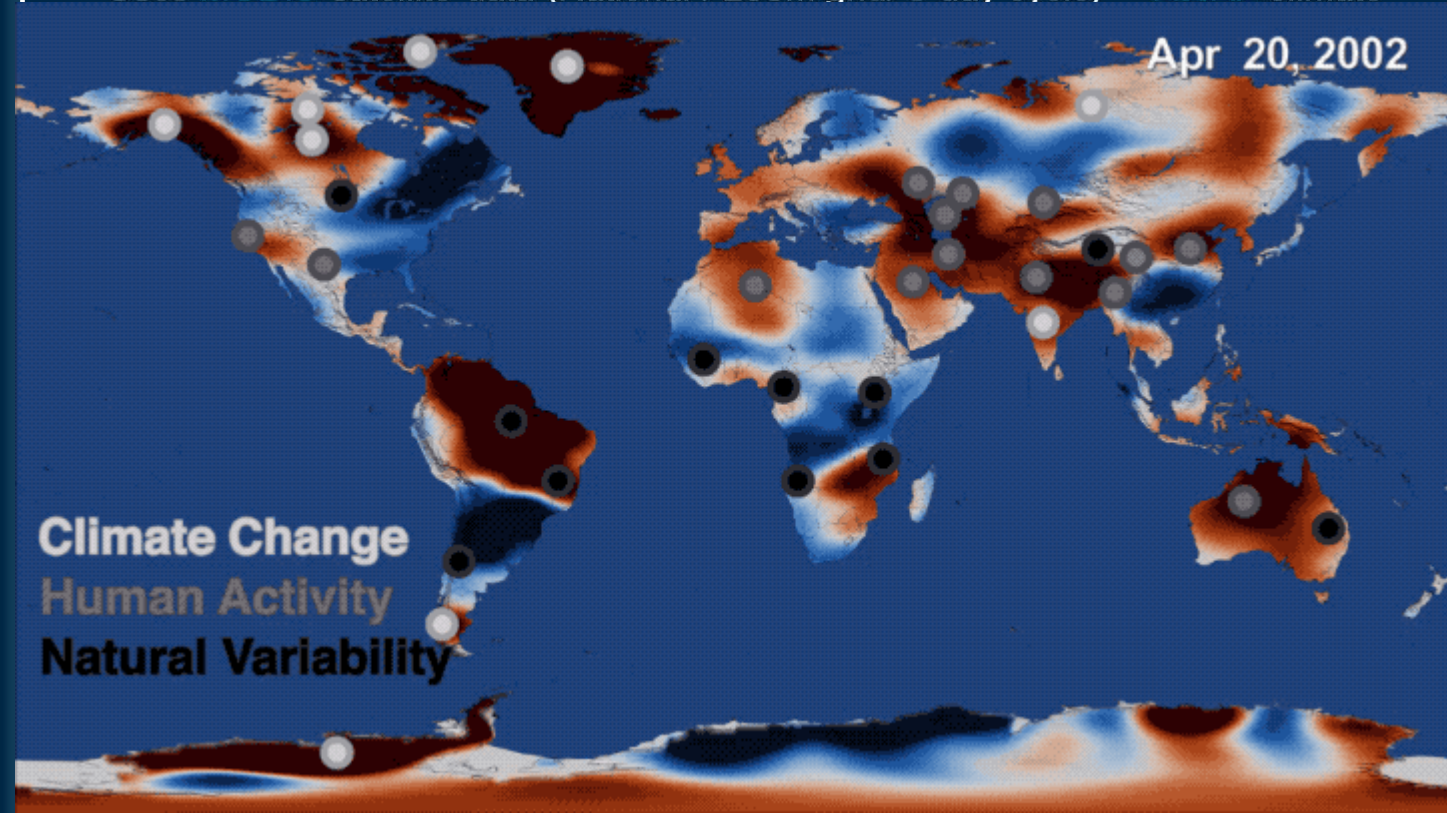 Apr 20, 2002
Climate Change
Human Activity
Natural Variability